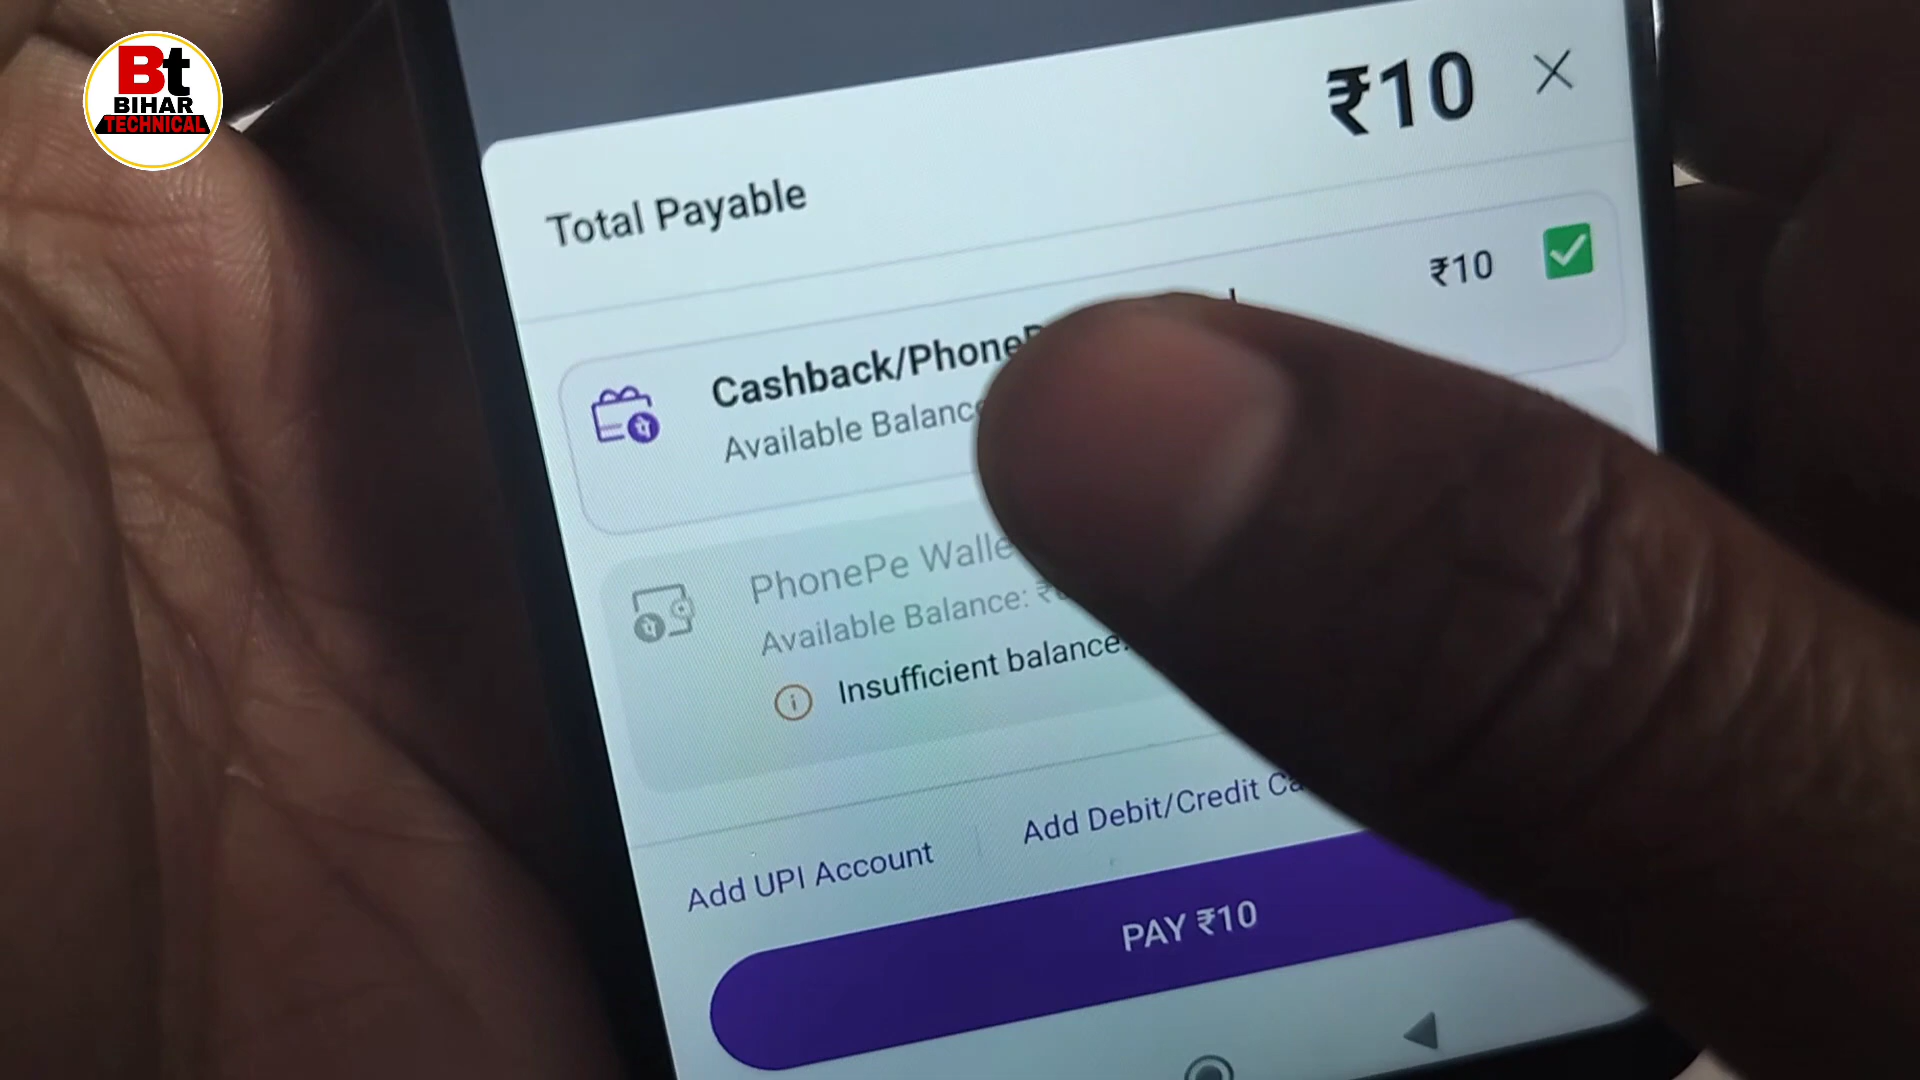 Bt
BIHAR
TECHNICAL
₹10
Total Payable
₹10
Cashback/PhoneP
Available Balance
PhonePe Walle
Available Balance: ₹
Insufficient balance.
Add UPI Account
Add Debit/Credit Ca
PAY ₹10